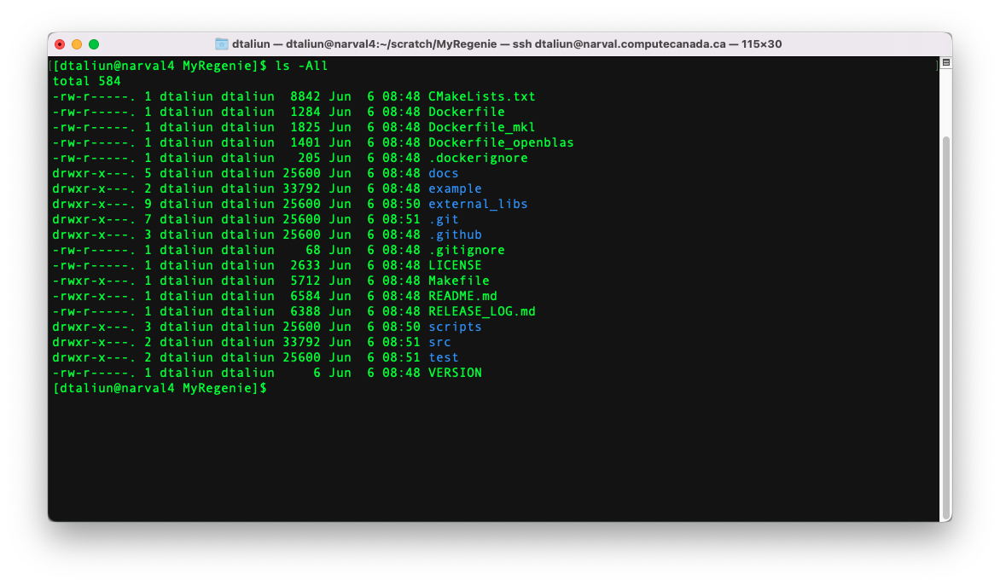 dtaliun — dtaliun@narval4:~/scratch/MyRegenie — ssh dtaliun@narval.computecanada.ca — 115×30
[[dtaliun@narval4 MyRegenie]$ ls -All ]
total 584
-rw-r-----. 1 dtaliun dtaliun  8842 Jun  6 08:48 CMakeLists.txt
-rw-r-----. 1 dtaliun dtaliun  1284 Jun  6 08:48 Dockerfile
-rw-r-----. 1 dtaliun dtaliun  1825 Jun  6 08:48 Dockerfile_mkl
-rw-r-----. 1 dtaliun dtaliun  1401 Jun  6 08:48 Dockerfile_openblas
-rw-r-----. 1 dtaliun dtaliun   205 Jun  6 08:48 .dockerignore
drwxr-x---. 5 dtaliun dtaliun 25600 Jun  6 08:48 docs
drwxr-x---. 2 dtaliun dtaliun 33792 Jun  6 08:48 example
drwxr-x---. 9 dtaliun dtaliun 25600 Jun  6 08:50 external_libs
drwxr-x---. 7 dtaliun dtaliun 25600 Jun  6 08:51 .git
drwxr-x---. 3 dtaliun dtaliun 25600 Jun  6 08:48 .github
-rw-r-----. 1 dtaliun dtaliun    68 Jun  6 08:48 .gitignore
-rw-r-----. 1 dtaliun dtaliun  2633 Jun  6 08:48 LICENSE
-rwxr-x---. 1 dtaliun dtaliun  5712 Jun  6 08:48 Makefile
-rwxr-x---. 1 dtaliun dtaliun  6584 Jun  6 08:48 README.md
-rw-r-----. 1 dtaliun dtaliun  6388 Jun  6 08:48 RELEASE_LOG.md
drwxr-x---. 3 dtaliun dtaliun 25600 Jun  6 08:50 scripts
drwxr-x---. 2 dtaliun dtaliun 33792 Jun  6 08:51 src
drwxr-x---. 2 dtaliun dtaliun 25600 Jun  6 08:51 test
-rw-r-----. 1 dtaliun dtaliun     6 Jun  6 08:48 VERSION
[dtaliun@narval4 MyRegenie]$